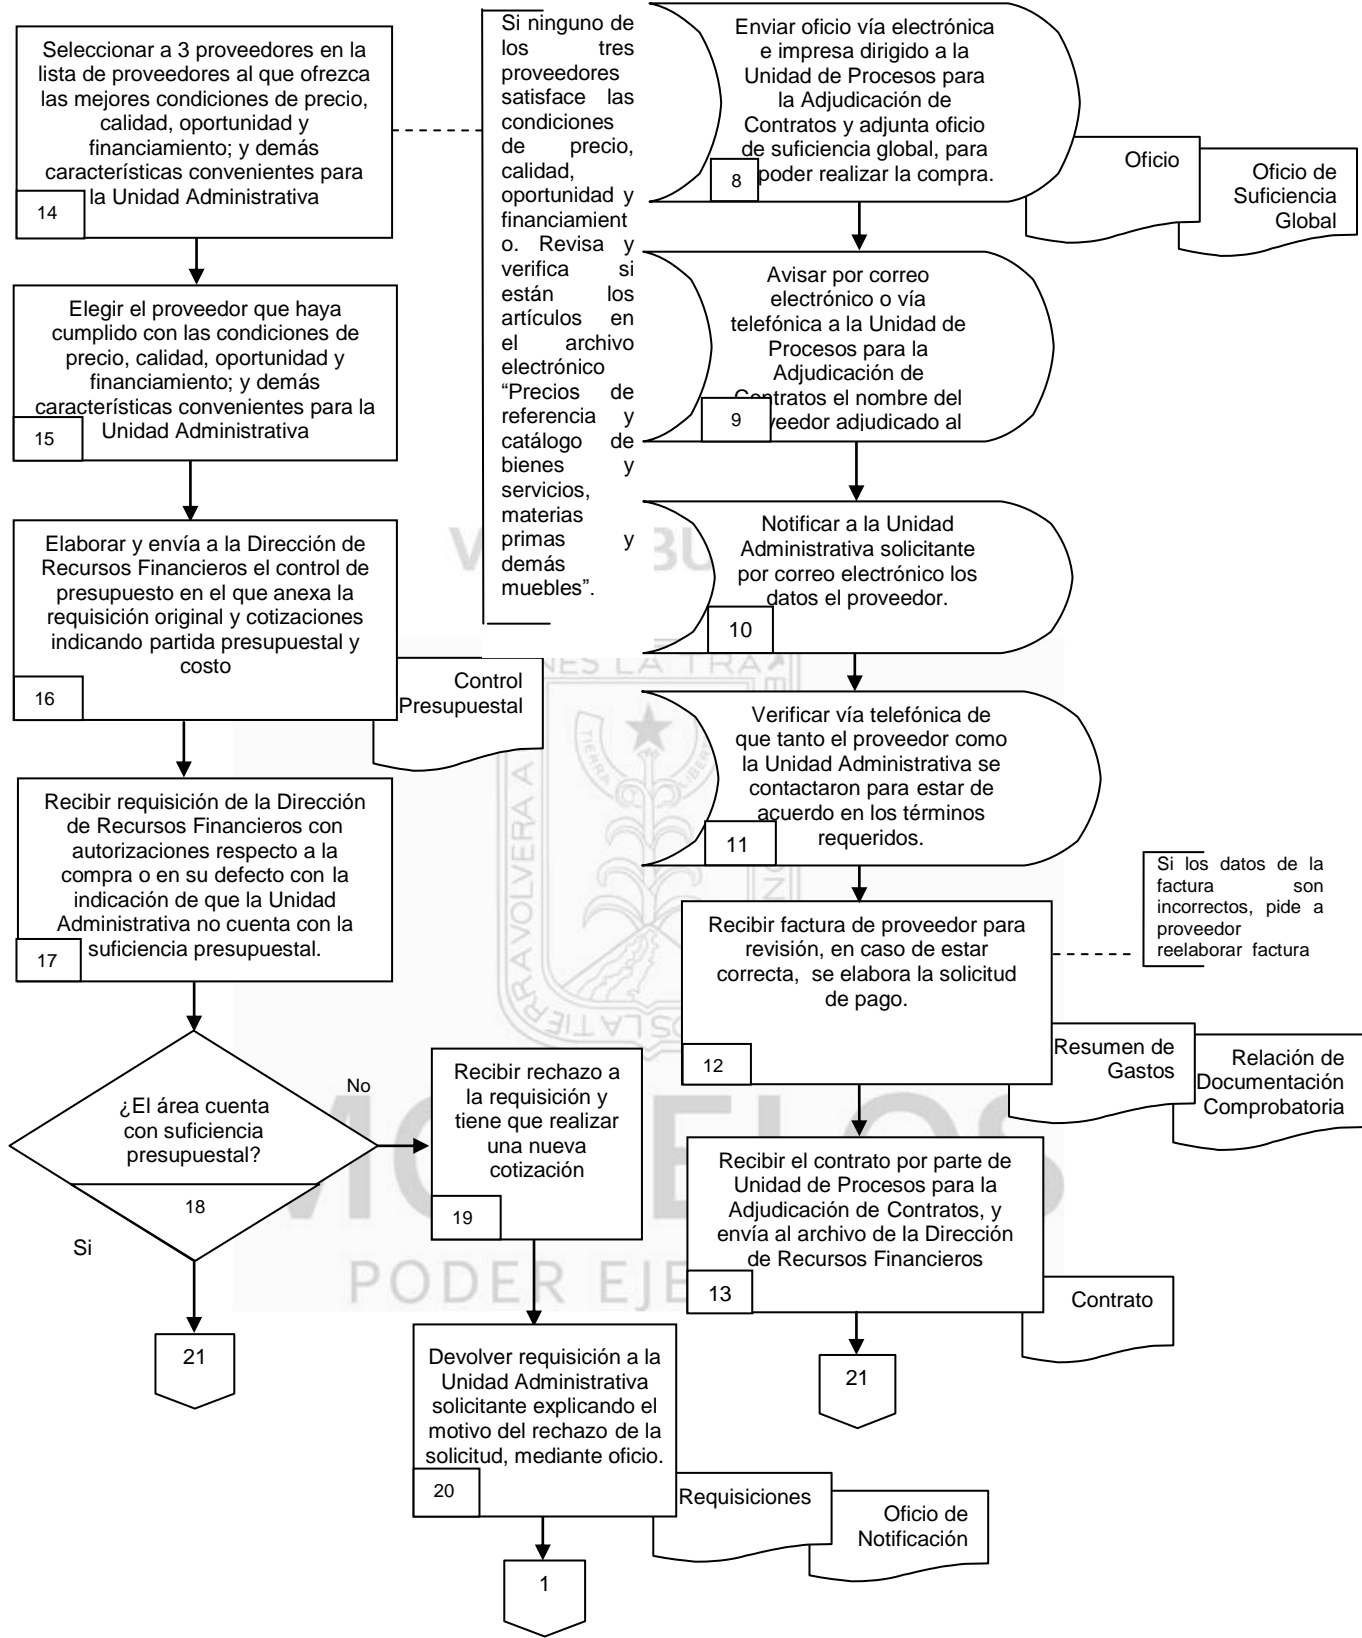 Seleccionar a 3 proveedores en la
lista de proveedores al que ofrezca
las mejores condiciones de precio,
calidad, oportunidad y
financiamiento; y demás
características convenientes para
la Unidad Administrativa
14
Elegir el proveedor que haya
cumplido con las condiciones de
precio, calidad, oportunidad y
financiamiento; y demás
características convenientes para la
Unidad Administrativa
15
Elaborar y envía a la Dirección de
Recursos Financieros el control de
presupuesto en el que anexa la
requisición original y cotizaciones
indicando partida presupuestal y
costo
16
Control
Presupuestal
Recibir requisición de la Dirección
de Recursos Financieros con
autorizaciones respecto a la
compra o en su defecto con la
indicación de que la Unidad
Administrativa no cuenta con la
suficiencia presupuestal.
17
¿El área cuenta
con suficiencia
presupuestal?
18
No
Si
21
Recibir rechazo a
la requisición y
tiene que realizar
una nueva
cotización
19
Devolver requisición a la
Unidad Administrativa
solicitante explicando el
motivo del rechazo de la
solicitud, mediante oficio.
20
Requisiciones
Oficio de
Notificación
1
Si ninguno de
los tres
proveedores
satisface las
condiciones
de precio,
calidad,
oportunidad y
financiamient
o. Revisa y
verifica si
están los
artículos en
el archivo
electrónico
“Precios de
referencia y
catálogo de
bienes y
servicios,
materias
primas y
demás
muebles”.
Enviar oficio vía electrónica
e impresa dirigido a la
Unidad de Procesos para
la Adjudicación de
Contratos y adjunta oficio
de suficiencia global, para
poder realizar la compra.
8
Oficio
Oficio de
Suficiencia
Global
Avisar por correo
electrónico o vía
telefónica a la Unidad de
Procesos para la
Adjudicación de
Contratos el nombre del
veedor adjudicado al
9
Notificar a la Unidad
Administrativa solicitante
por correo electrónico los
datos el proveedor.
10
Verificar vía telefónica de
que tanto el proveedor como
la Unidad Administrativa se
contactaron para estar de
acuerdo en los términos
requeridos.
11
Si los datos de la
factura son
incorrectos, pide a
proveedor
reelaborar factura
Recibir factura de proveedor para
revisión, en caso de estar
correcta, se elabora la solicitud
de pago.
12
Resumen de
Gastos
Relación de
Documentación
Comprobatoria
Recibir el contrato por parte de
Unidad de Procesos para la
Adjudicación de Contratos, y
envía al archivo de la Dirección
de Recursos Financieros
13
Contrato
21
PODER EJE